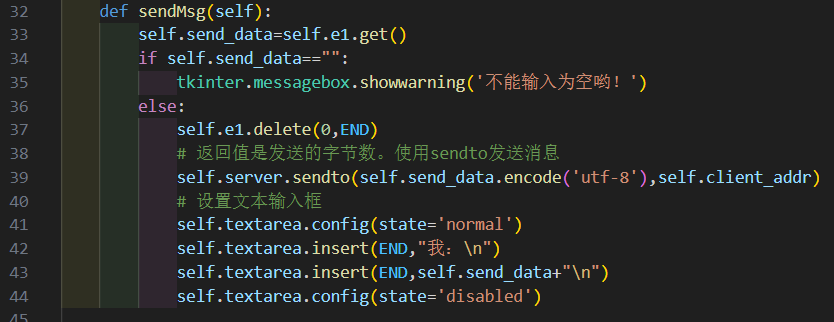 32 def sendMsg(self):
33 self.send_data=self.e1.get()
34 if self.send_data=="":
35 tkinter.messagebox.showwarning('不能输入为空哟！')
36 else:
37 self.e1.delete(0,END)
38 # 返回值是发送的字节数。使用sendto发送消息
39 self.server.sendto(self.send_data.encode('utf-8'),self.client_addr)
40 # 设置文本输入框
41 self.textarea.config(state='normal')
42 self.textarea.insert(END,"我：\n")
43 self.textarea.insert(END,self.send_data+"\n")
44 self.textarea.config(state='disabled')
45